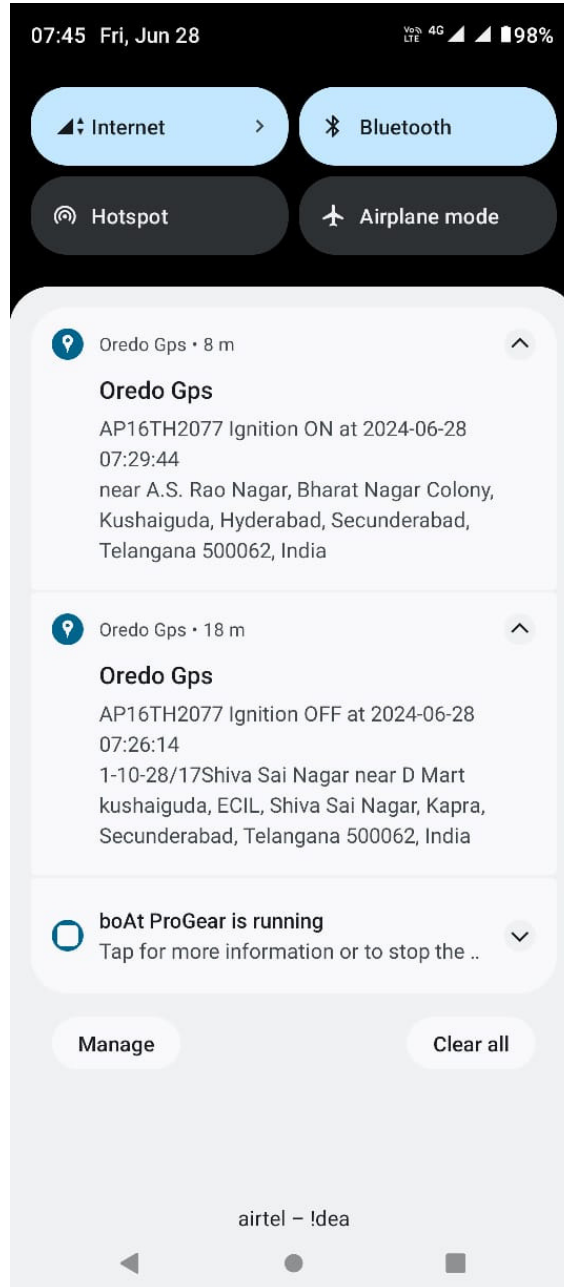 07:45 Fri, Jun 28 Vo) LTE 4G 98%
Internet Bluetooth
Hotspot Airplane mode
Oredo Gps • 8 m
Oredo Gps
AP16TH2077 Ignition ON at 2024-06-28
07:29:44
near A.S. Rao Nagar, Bharat Nagar Colony,
Kushaiguda, Hyderabad, Secunderabad,
Telangana 500062, India
Oredo Gps • 18 m
Oredo Gps
AP16TH2077 Ignition OFF at 2024-06-28
07:26:14
1-10-28/17Shiva Sai Nagar near D Mart
kushaiguda, ECIL, Shiva Sai Nagar, Kapra,
Secunderabad, Telangana 500062, India
boAt ProGear is running
Tap for more information or to stop the ..
Manage Clear all
airtel – !dea